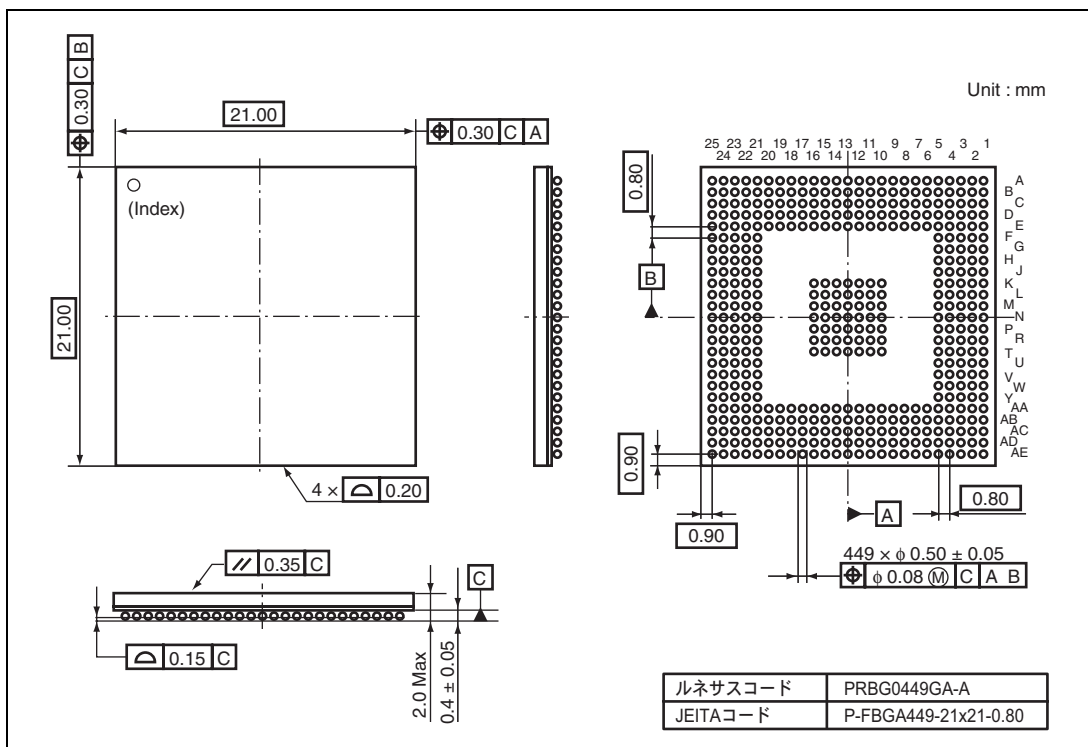 Unit : mm
0.30 C B
21.00
0.30 C A
(Index)
21.00
4 × 0.20
25 23 21 19 17 15 13 11 9 7 5 3 1
24 22 20 18 16 14 12 10 8 6 4 2
0.80
A
B
C
D
E
F
G
H
J
K
L
M
N
P
R
T
U
V
W
Y
AA
AB
AC
AD
AE
B
0.90
0.90
A
0.80
449 × φ 0.50 ± 0.05
φ 0.08 Ⓜ C A B
// 0.35 C
C
0.15 C
2.0 Max
0.4 ± 0.05
ルネサスコード PRBG0449GA-A
JEITAコード P-FBGA449-21x21-0.80